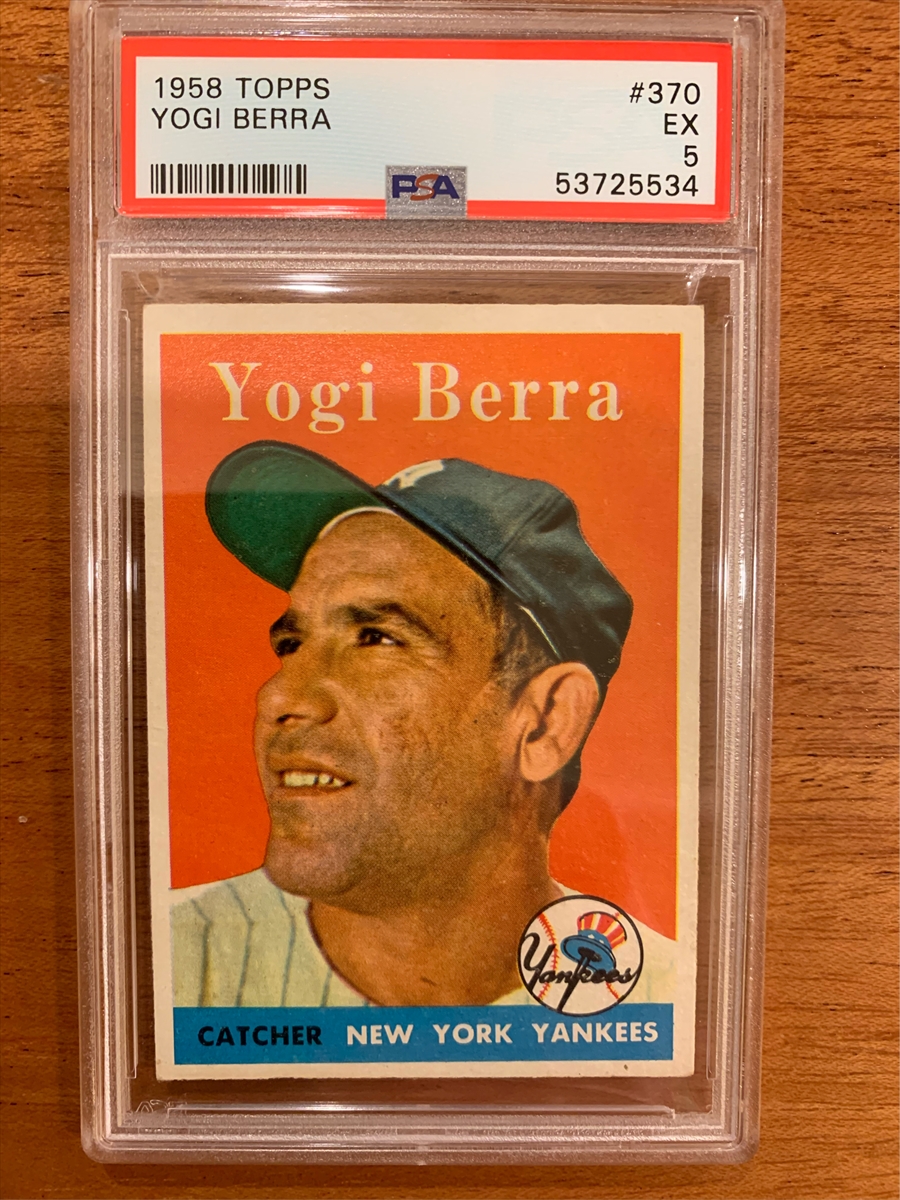 1958 TOPPS #370
YOGI BERRA EX
5
PSA 53725534
Yogi Berra
Yankees
CATCHER NEW YORK YANKEES